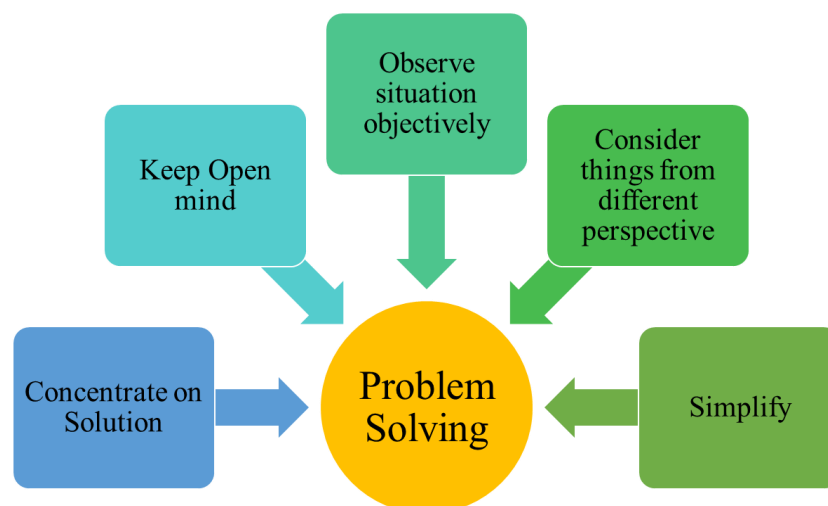 Observe
situation
objectively
Keep Open
mind
Consider
things from
different
perspective
Concentrate on
Solution
Problem
Solving
Simplify